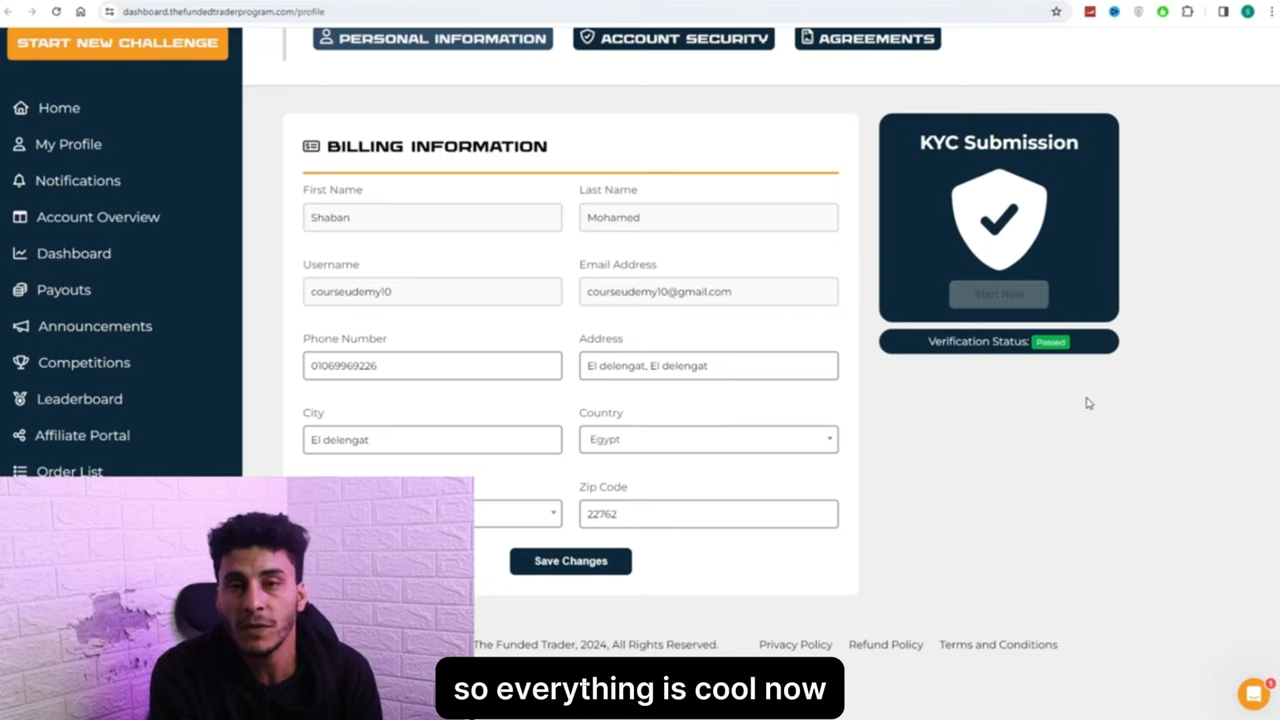 dashboard.thefundedtraderprogram.com/profile
START NEW CHALLENGE
PERSONAL INFORMATION
ACCOUNT SECURITY
AGREEMENTS
Home
My Profile
Notifications
Account Overview
Dashboard
Payouts
Announcements
Competitions
Leaderboard
Affiliate Portal
Order List
BILLING INFORMATION
First Name
Last Name
Shaban
Mohamed
Username
Email Address
courseudemy10
courseudemy10@gmail.com
Phone Number
Address
01069969226
El delengat, El delengat
City
Country
El delengat
Egypt
Zip Code
22762
Save Changes
KYC Submission
Start Now
Verification Status: Passed
The Funded Trader, 2024, All Rights Reserved.
Privacy Policy
Refund Policy
Terms and Conditions
1
so everything is cool now